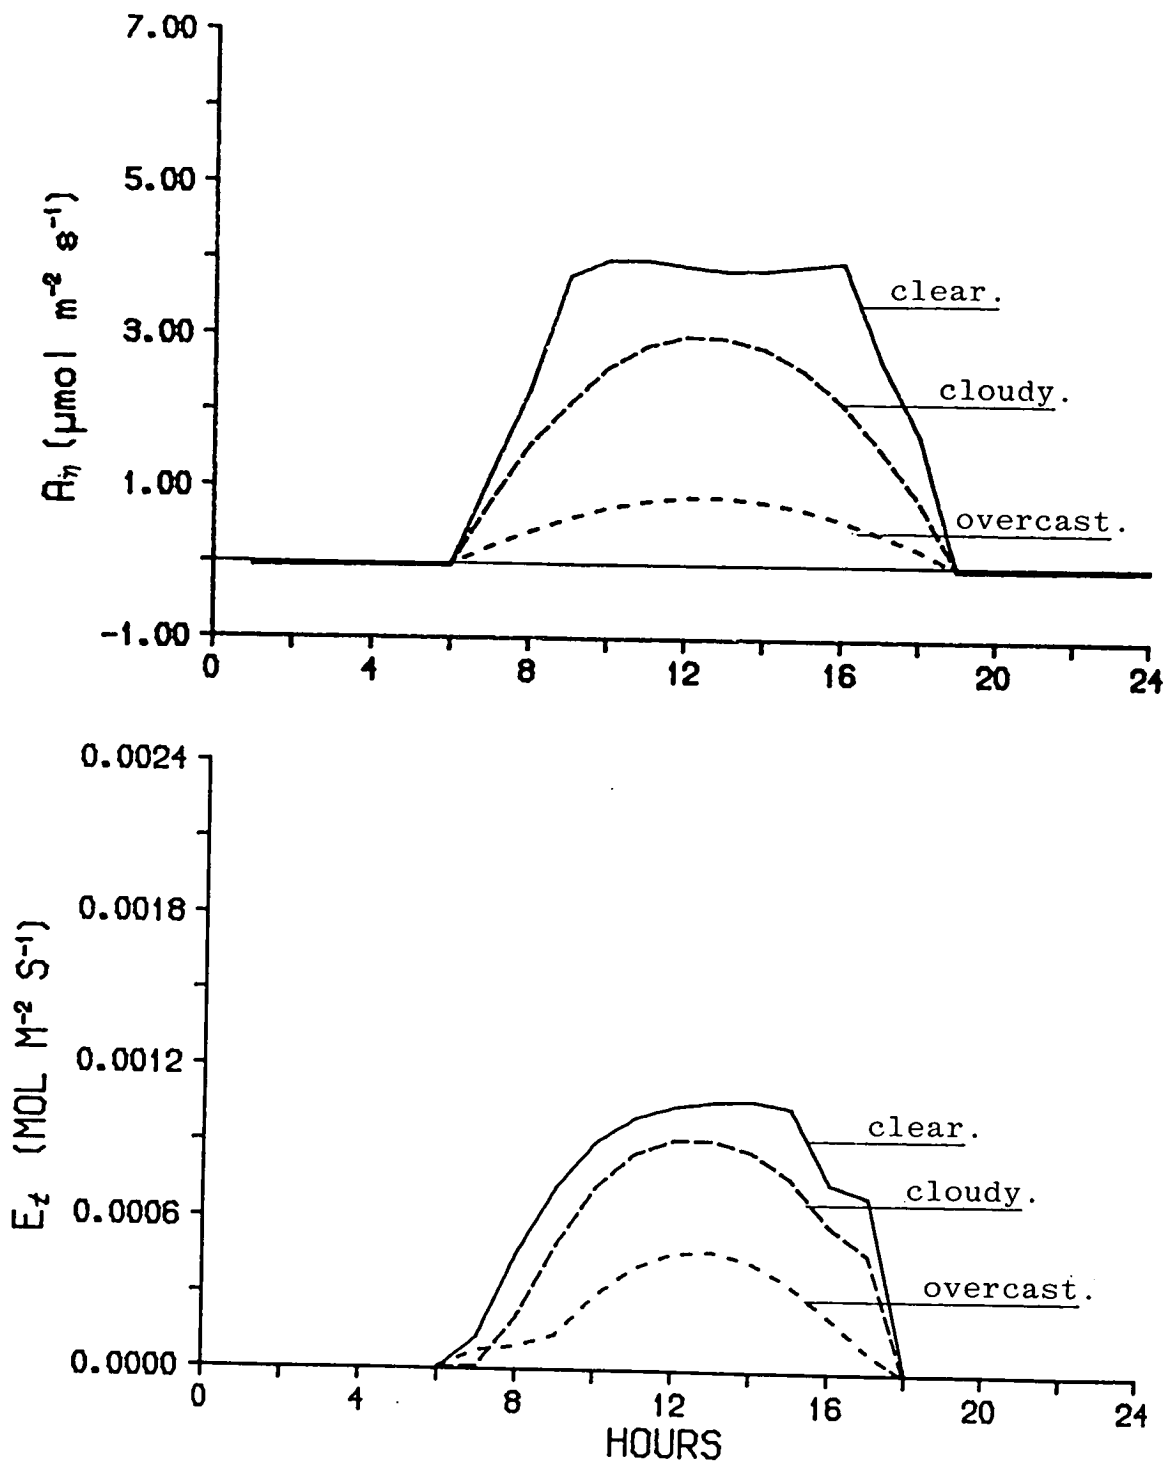 7.00
5.00
3.00
1.00
-1.00
Aη (μmol m⁻² s⁻¹)
clear.
cloudy.
overcast.
0 4 8 12 16 20 24
0.0024
0.0018
0.0012
0.0006
0.0000
Et (MOL M⁻² S⁻¹)
clear.
cloudy.
overcast.
0 4 8 12 16 20 24
HOURS